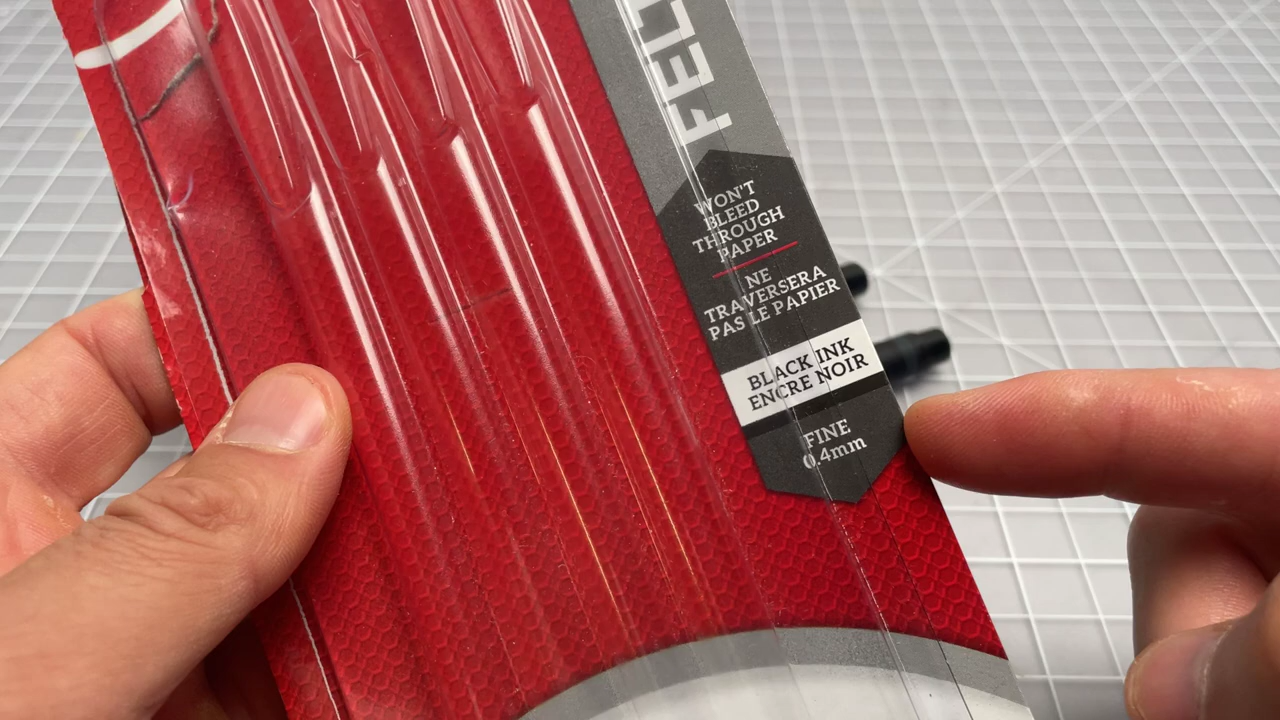 FELT
WON'T
BLEED
THROUGH
PAPER
NE
TRAVERSERA
PAS LE PAPIER
BLACK INK
ENCRE NOIR
FINE
0.4mm